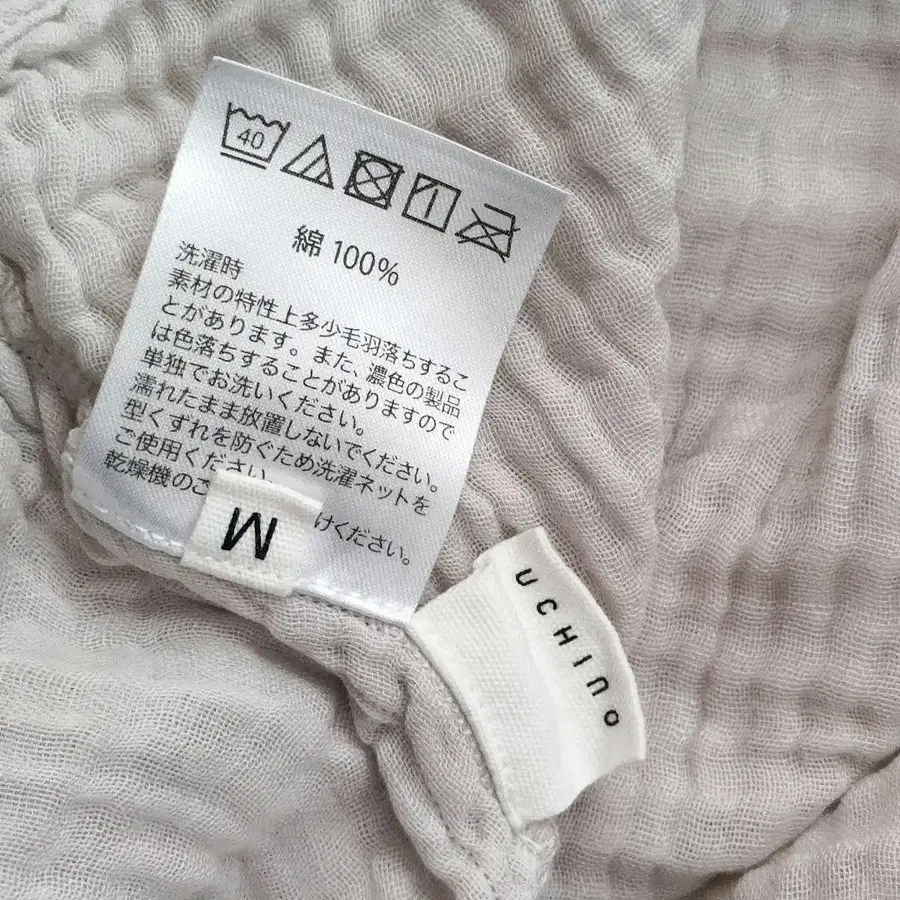 40
綿 100%
洗濯時
素材の特性上多少毛羽落ちするこ
とがあります。また、濃色の製品
は色落ちすることがありますので
単独でお洗いください。
濡れたまま放置しないでください。
型くずれを防ぐため洗濯ネットを
ご使用ください。
乾燥機のご けください。
M
UCHINO